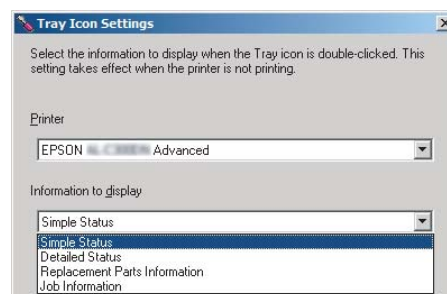 Tray Icon Settings
Select the information to display when the Tray icon is double-clicked. This
setting takes effect when the printer is not printing.
Printer
EPSON Advanced
Information to display
Simple Status
Simple Status
Detailed Status
Replacement Parts Information
Job Information